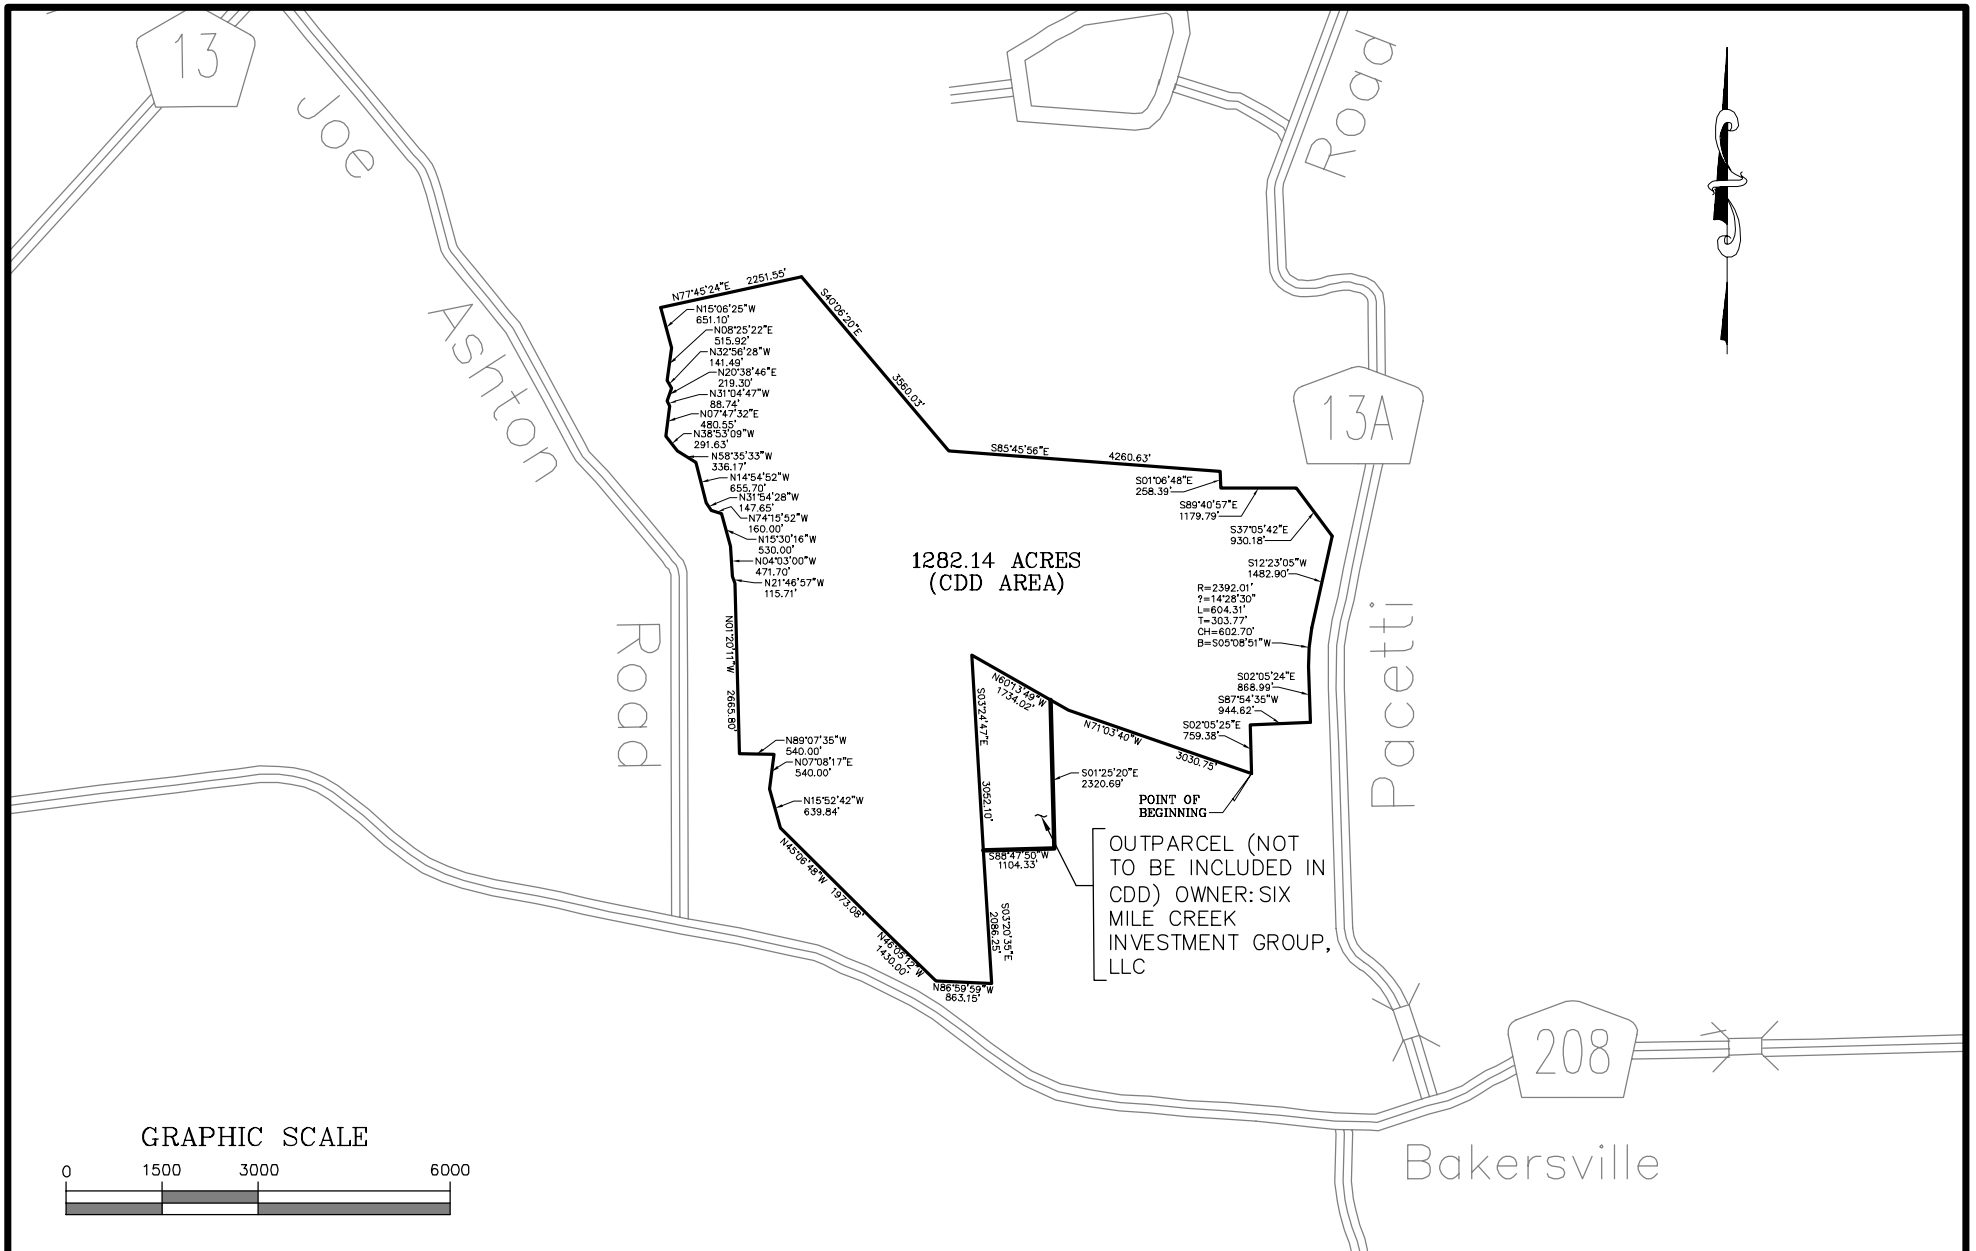 13
Joe
Ashton
Road
Road
13A
Pacetti
N77°45'24"E 2251.55'
N15°06'25"W
651.10'
N08°25'22"E
515.92'
N32°56'28"W
141.49'
N20°38'46"E
219.30'
N31°04'47"W
88.74'
N07°47'32"E
480.55'
N38°53'09"W
291.63'
N58°35'33"W
336.17'
N14°54'52"W
655.70'
N31°54'28"W
147.65'
N74°15'52"W
160.00'
N15°30'16"W
530.00'
N04°03'00"W
471.70'
N21°46'57"W
115.71'
N01°20'11"W 2665.80'
N89°07'35"W
540.00'
N07°08'17"E
540.00'
N15°52'42"W
639.84'
N45°06'48"W 1973.08'
N46°05'12"W
1430.00'
N86°59'59"W
863.15'
S40°06'20"E 3560.03'
S85°45'56"E 4260.63'
S01°06'48"E
258.39'
S89°40'57"E
1179.79'
S37°05'42"E
930.18'
S12°23'05"W
1482.90'
R=2392.01'
?=14°28'30"
L=604.31'
T=303.77'
CH=602.70'
B=S05°08'51"W
S02°05'24"E
868.99'
S87°54'35"W
944.62'
S02°05'25"E
759.38'
1282.14 ACRES
(CDD AREA)
N60°13'49"W
1734.02'
N71°03'40"W 3030.75'
S03°24'47"E 3052.10'
S01°25'20"E
2320.69'
S88°47'50"W
1104.33'
S03°20'35"E
2086.25'
POINT OF
BEGINNING
OUTPARCEL (NOT
TO BE INCLUDED IN
CDD) OWNER: SIX
MILE CREEK
INVESTMENT GROUP,
LLC
208
Bakersville
GRAPHIC SCALE
0 1500 3000 6000